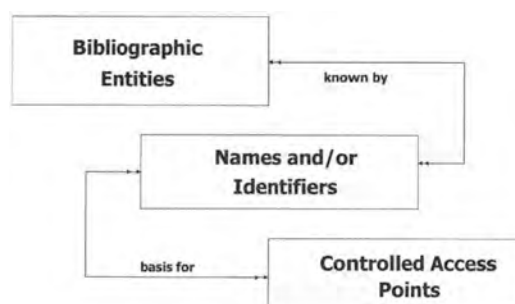 Bibliographic
Entities
known by
Names and/or
Identifiers
basis for
Controlled Access
Points